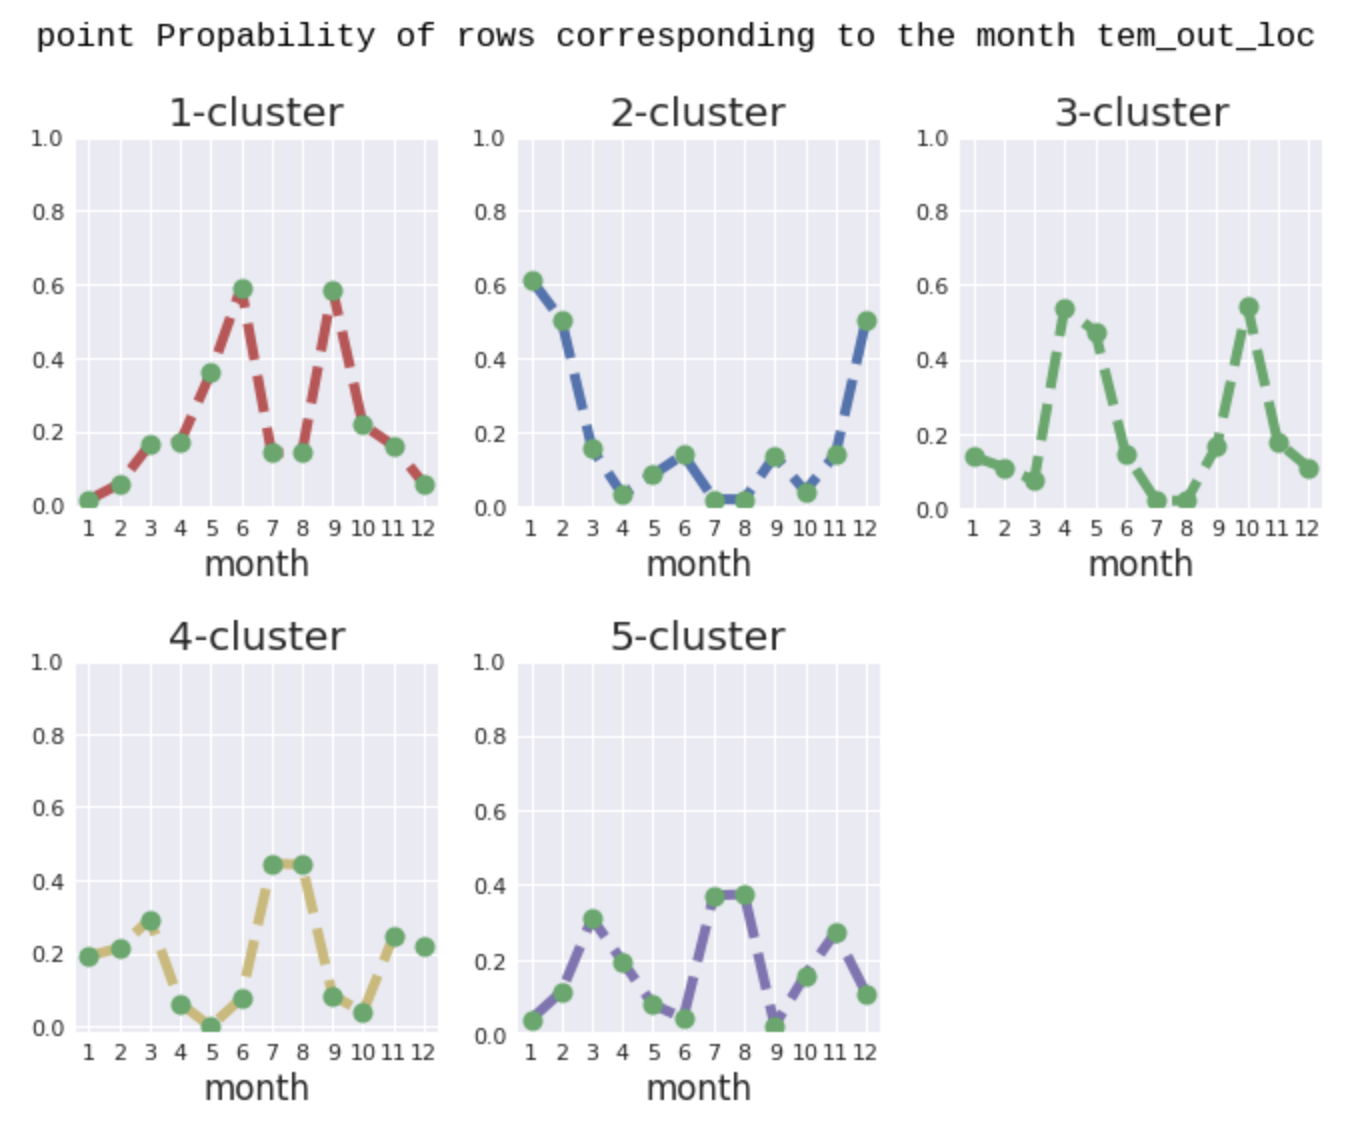 point Propability of rows corresponding to the month tem_out_loc
1-cluster
2-cluster
3-cluster
1.0
0.8
0.6
0.4
0.2
0.0
1 2 3 4 5 6 7 8 9 10 11 12
month
1.0
0.8
0.6
0.4
0.2
0.0
1 2 3 4 5 6 7 8 9 10 11 12
month
1.0
0.8
0.6
0.4
0.2
0.0
1 2 3 4 5 6 7 8 9 10 11 12
month
4-cluster
5-cluster
1.0
0.8
0.6
0.4
0.2
0.0
1 2 3 4 5 6 7 8 9 10 11 12
month
1.0
0.8
0.6
0.4
0.2
0.0
1 2 3 4 5 6 7 8 9 10 11 12
month